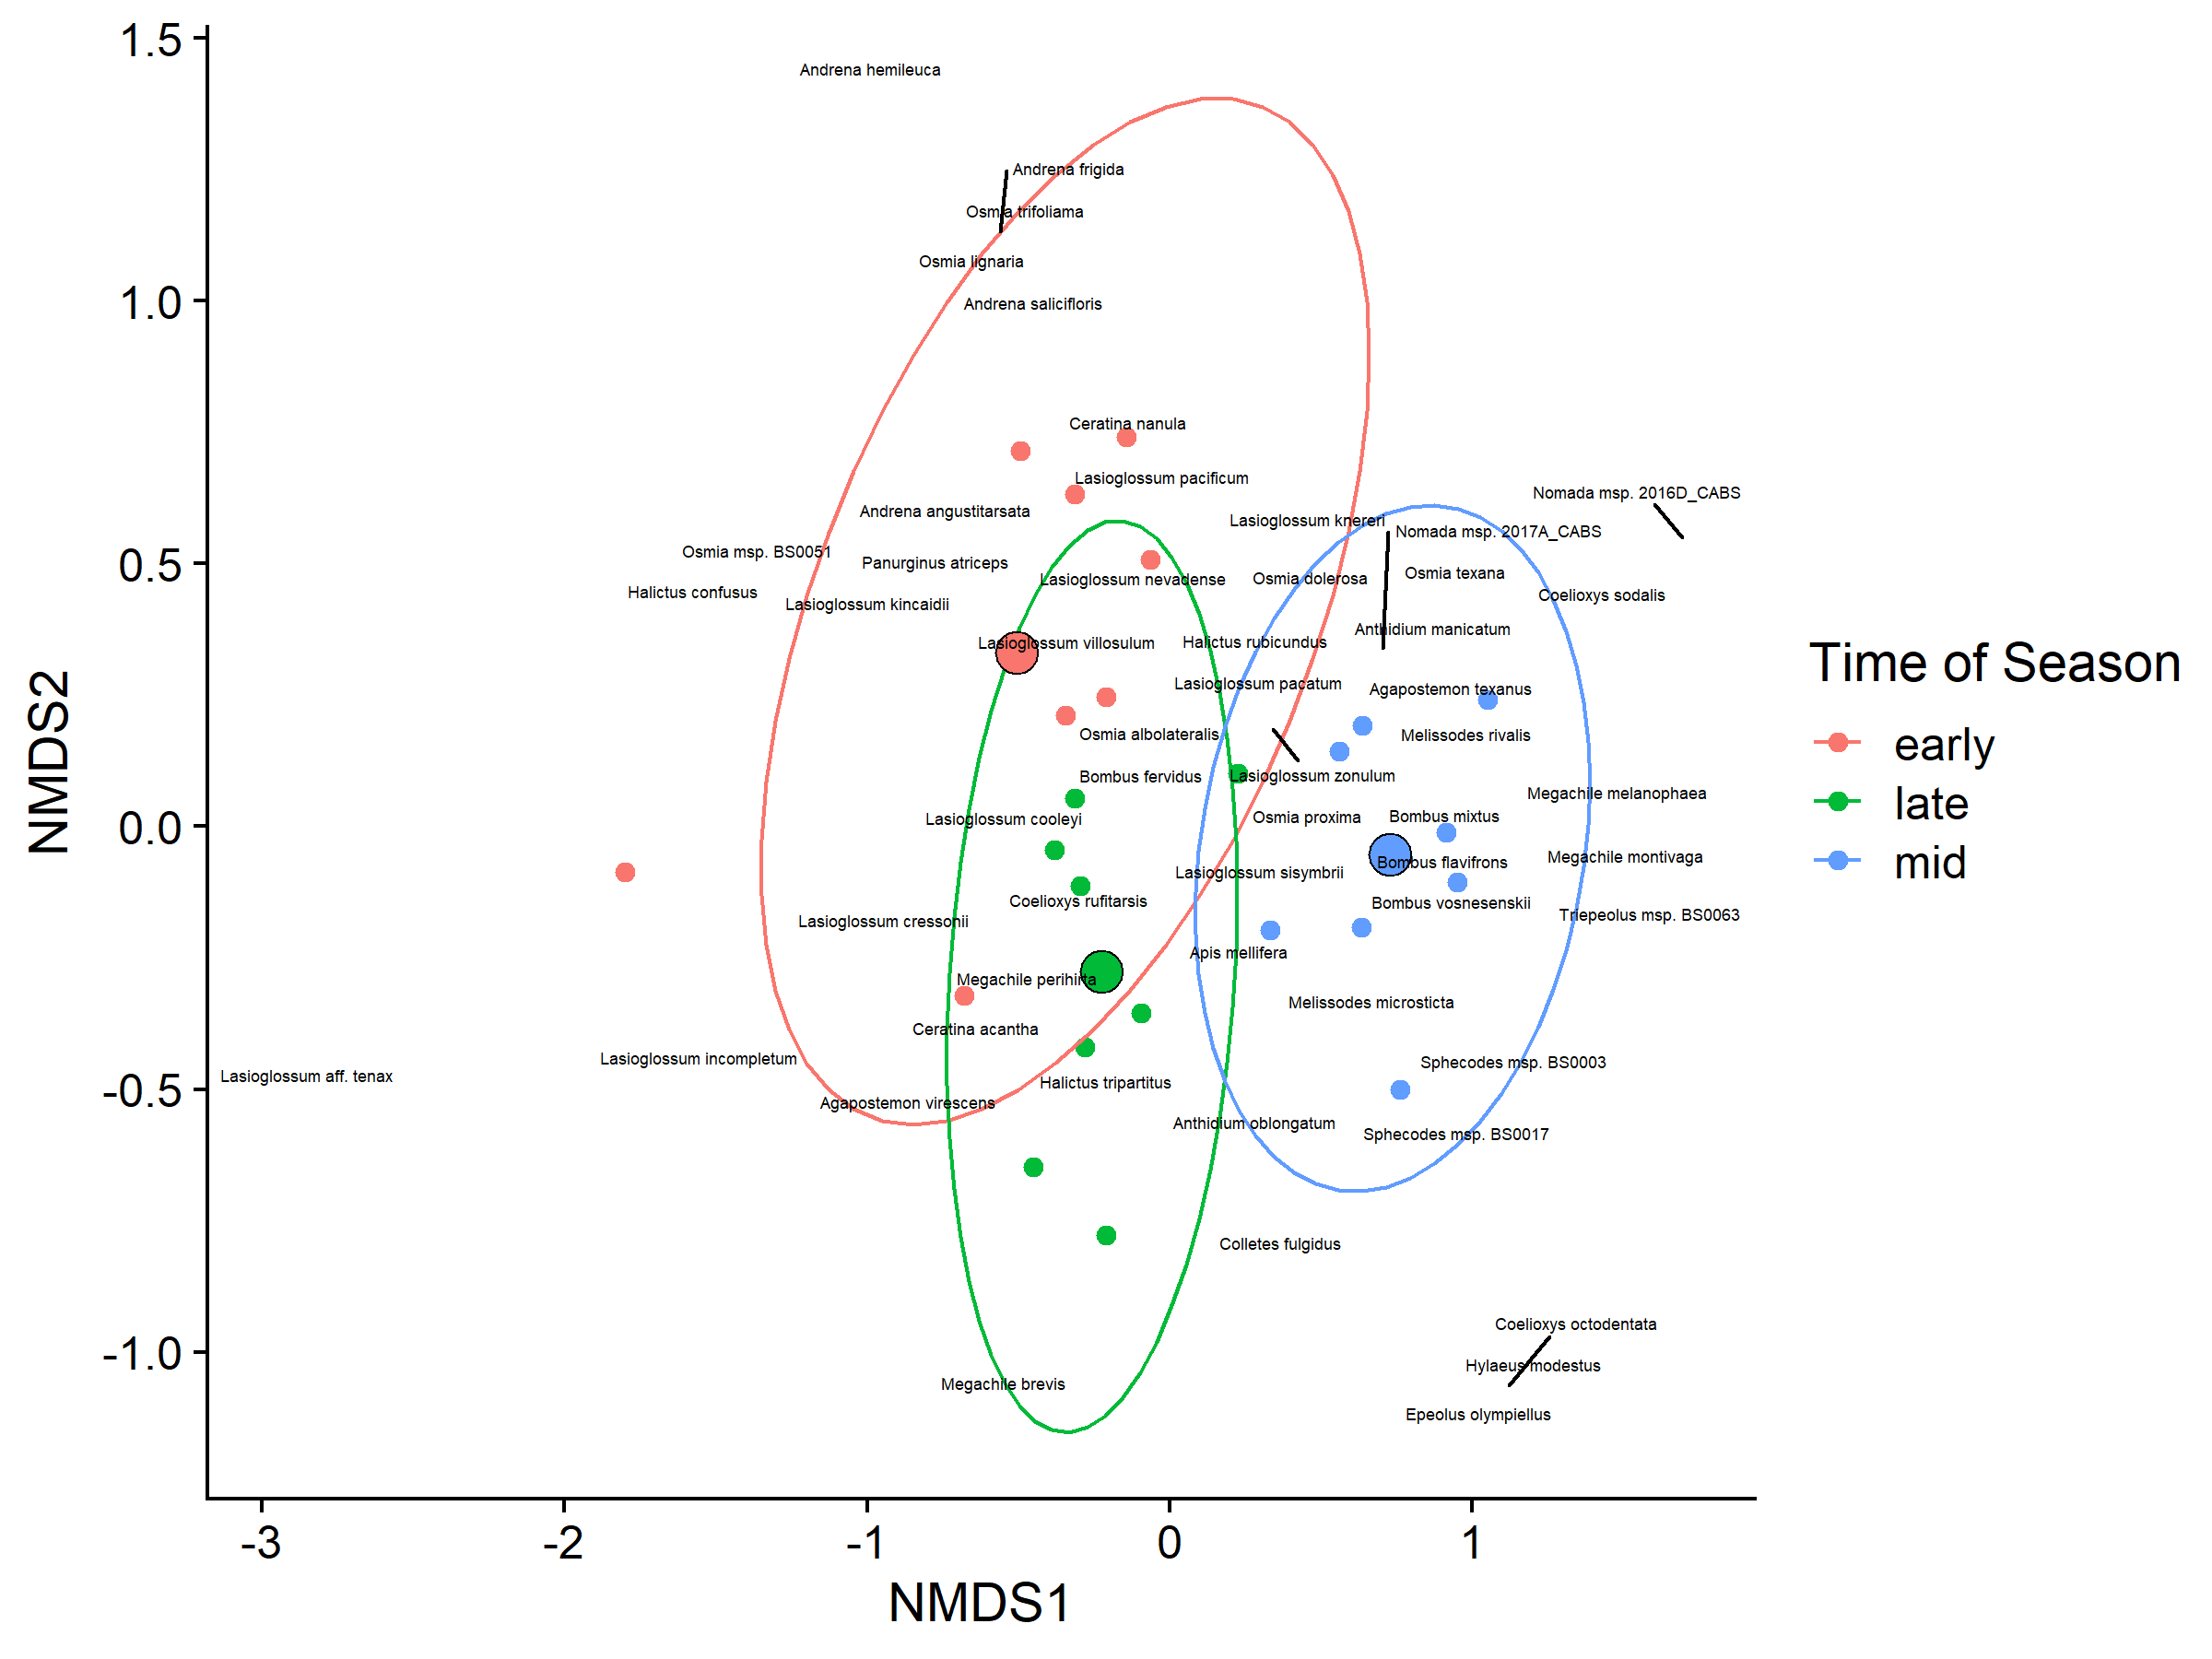 1.5
Andrena hemileuca
Andrena frigida
Osmia trifoliama
Osmia lignaria
1.0
Andrena salicifloris
Ceratina nanula
Lasioglossum pacificum
Nomada msp. 2016D_CABS
Andrena angustitarsata
Lasioglossum knereri
Nomada msp. 2017A_CABS
Osmia msp. BS0051
0.5
Panurginus atriceps
Osmia texana
Lasioglossum nevadense
Osmia dolerosa
Halictus confusus
Coelioxys sodalis
Lasioglossum kincaidii
Anthidium manicatum
Lasioglossum villosulum
Halictus rubicundus
Lasioglossum pacatum
Agapostemon texanus
Osmia albolateralis
Melissodes rivalis
Bombus fervidus
Lasioglossum zonulum
Megachile melanophaea
Lasioglossum cooleyi
Osmia proxima
Bombus mixtus
0.0
Bombus flavifrons
Megachile montivaga
Lasioglossum sisymbrii
Coelioxys rufitarsis
Bombus vosnesenskii
Lasioglossum cressonii
Triepeolus msp. BS0063
Apis mellifera
Megachile perihirta
Melissodes microsticta
Ceratina acantha
Lasioglossum incompletum
Sphecodes msp. BS0003
Lasioglossum aff. tenax
Halictus tripartitus
-0.5
Agapostemon virescens
Anthidium oblongatum
Sphecodes msp. BS0017
Colletes fulgidus
Coelioxys octodentata
-1.0
Hylaeus modestus
Megachile brevis
Epeolus olympiellus
NMDS2
-3
-2
-1
0
1
NMDS1
Time of Season
early
late
mid